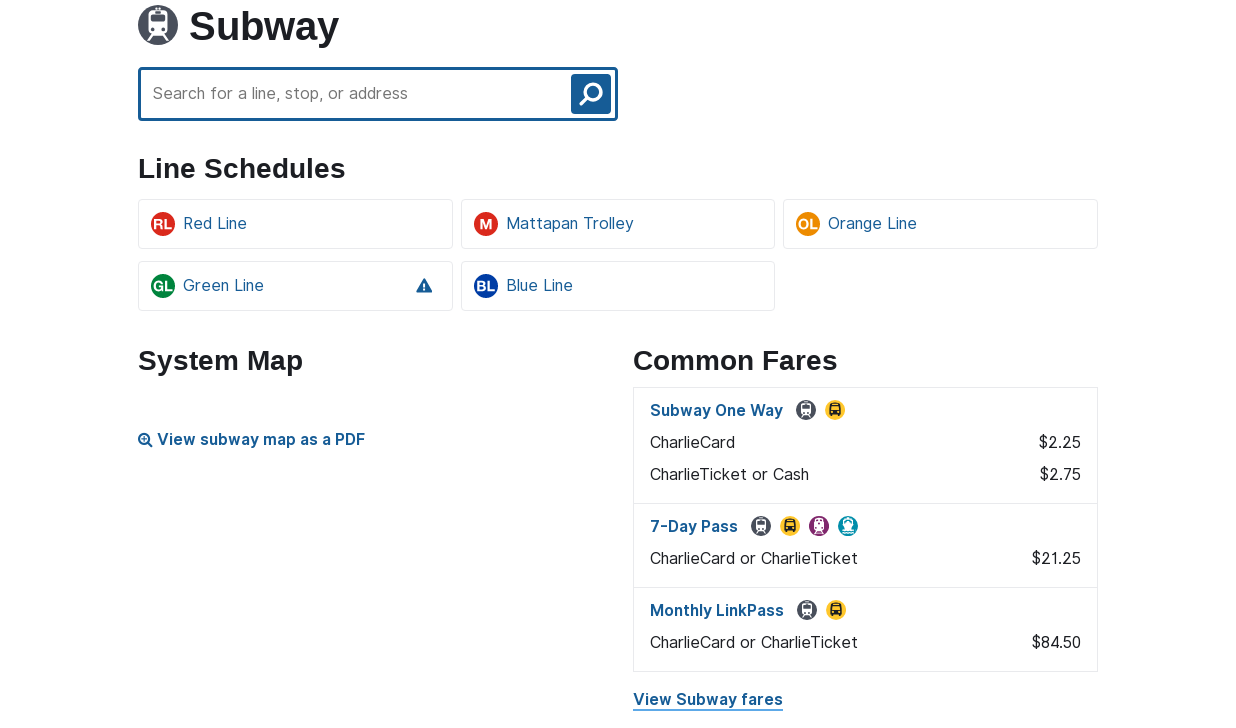 Subway
Search for a line, stop, or address
Line Schedules
RL Red Line
M Mattapan Trolley
OL Orange Line
GL Green Line
BL Blue Line
System Map
View subway map as a PDF
Common Fares
Subway One Way
CharlieCard $2.25
CharlieTicket or Cash $2.75
7-Day Pass
CharlieCard or CharlieTicket $21.25
Monthly LinkPass
CharlieCard or CharlieTicket $84.50
View Subway fares